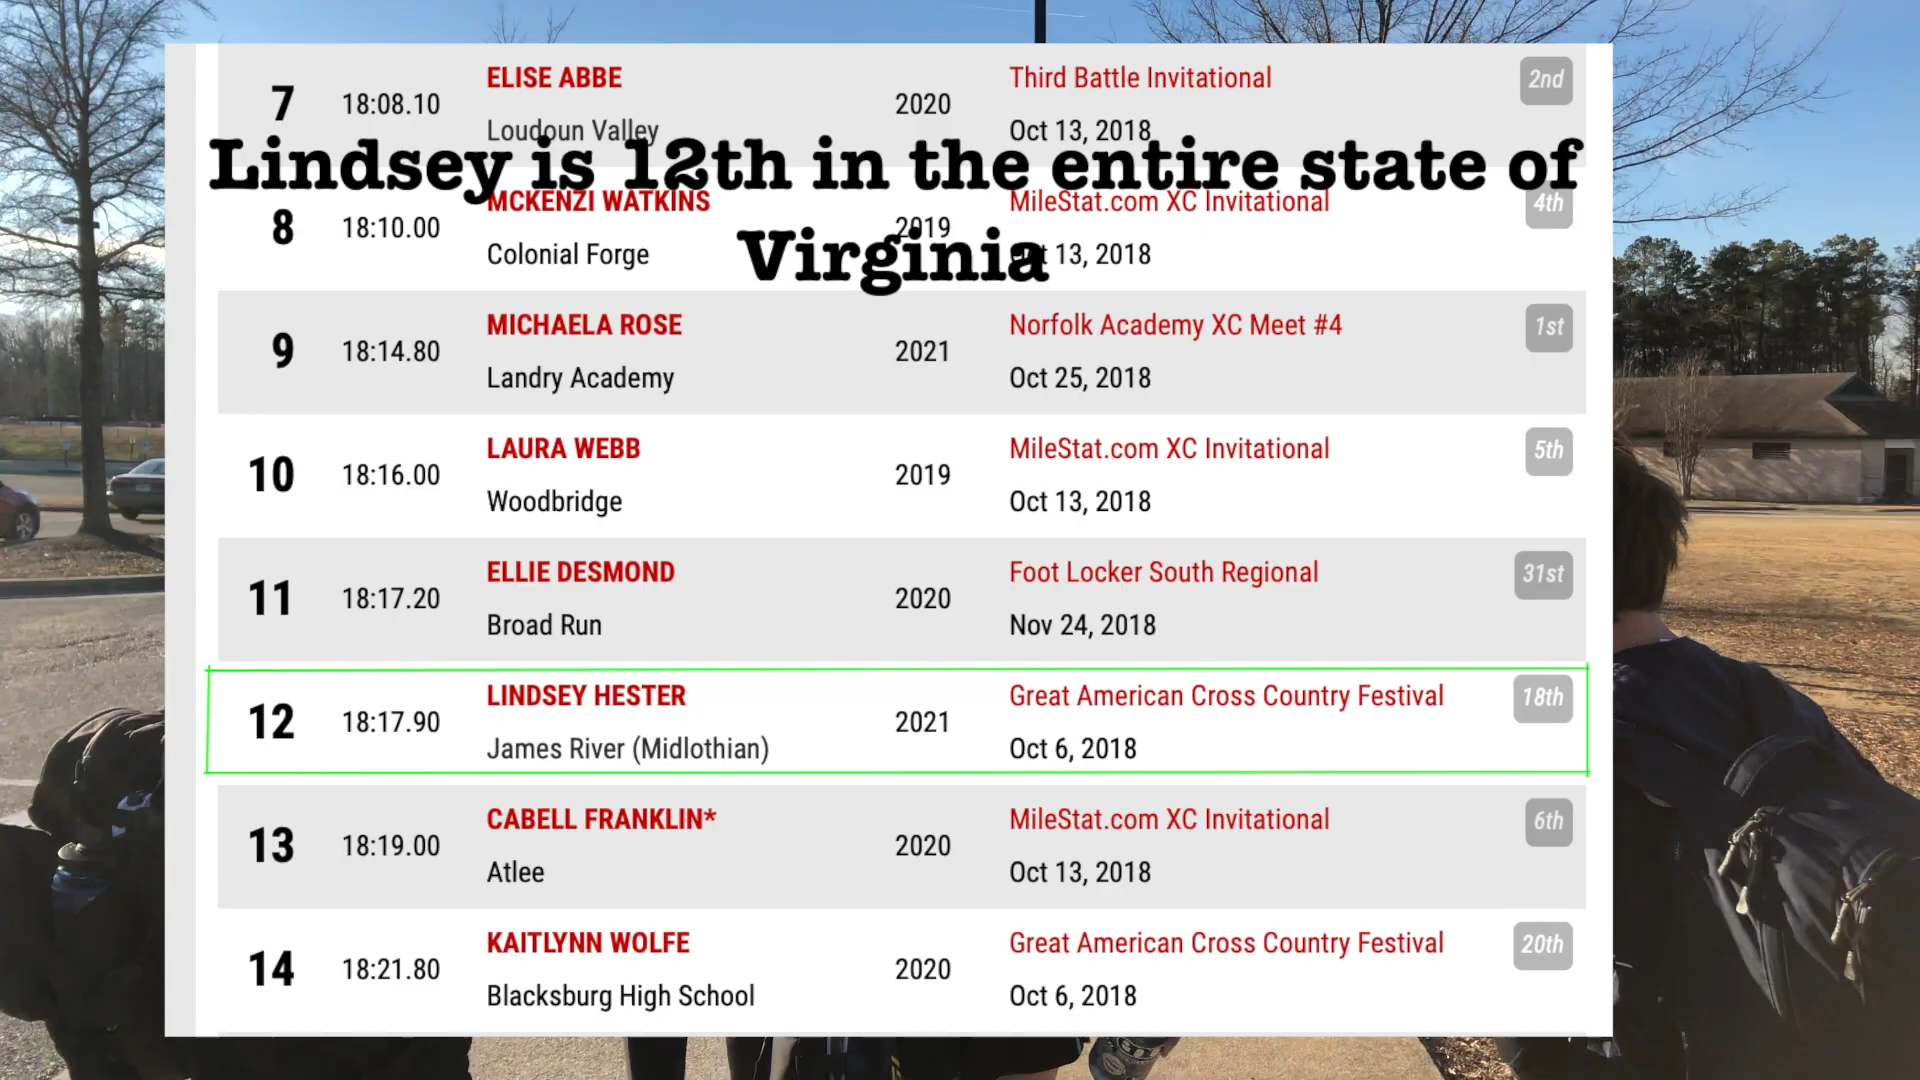 7 18:08.10 ELISE ABBE 2020 Third Battle Invitational 2nd
Loudoun Valley Oct 13, 2018
Lindsey is 12th in the entire state of
Virginia
8 18:10.00 MCKENZI WATKINS 2019 MileStat.com XC Invitational 4th
Colonial Forge Oct 13, 2018
9 18:14.80 MICHAELA ROSE 2021 Norfolk Academy XC Meet #4 1st
Landry Academy Oct 25, 2018
10 18:16.00 LAURA WEBB 2019 MileStat.com XC Invitational 5th
Woodbridge Oct 13, 2018
11 18:17.20 ELLIE DESMOND 2020 Foot Locker South Regional 31st
Broad Run Nov 24, 2018
12 18:17.90 LINDSEY HESTER 2021 Great American Cross Country Festival 18th
James River (Midlothian) Oct 6, 2018
13 18:19.00 CABELL FRANKLIN* 2020 MileStat.com XC Invitational 6th
Atlee Oct 13, 2018
14 18:21.80 KAITLYNN WOLFE 2020 Great American Cross Country Festival 20th
Blacksburg High School Oct 6, 2018